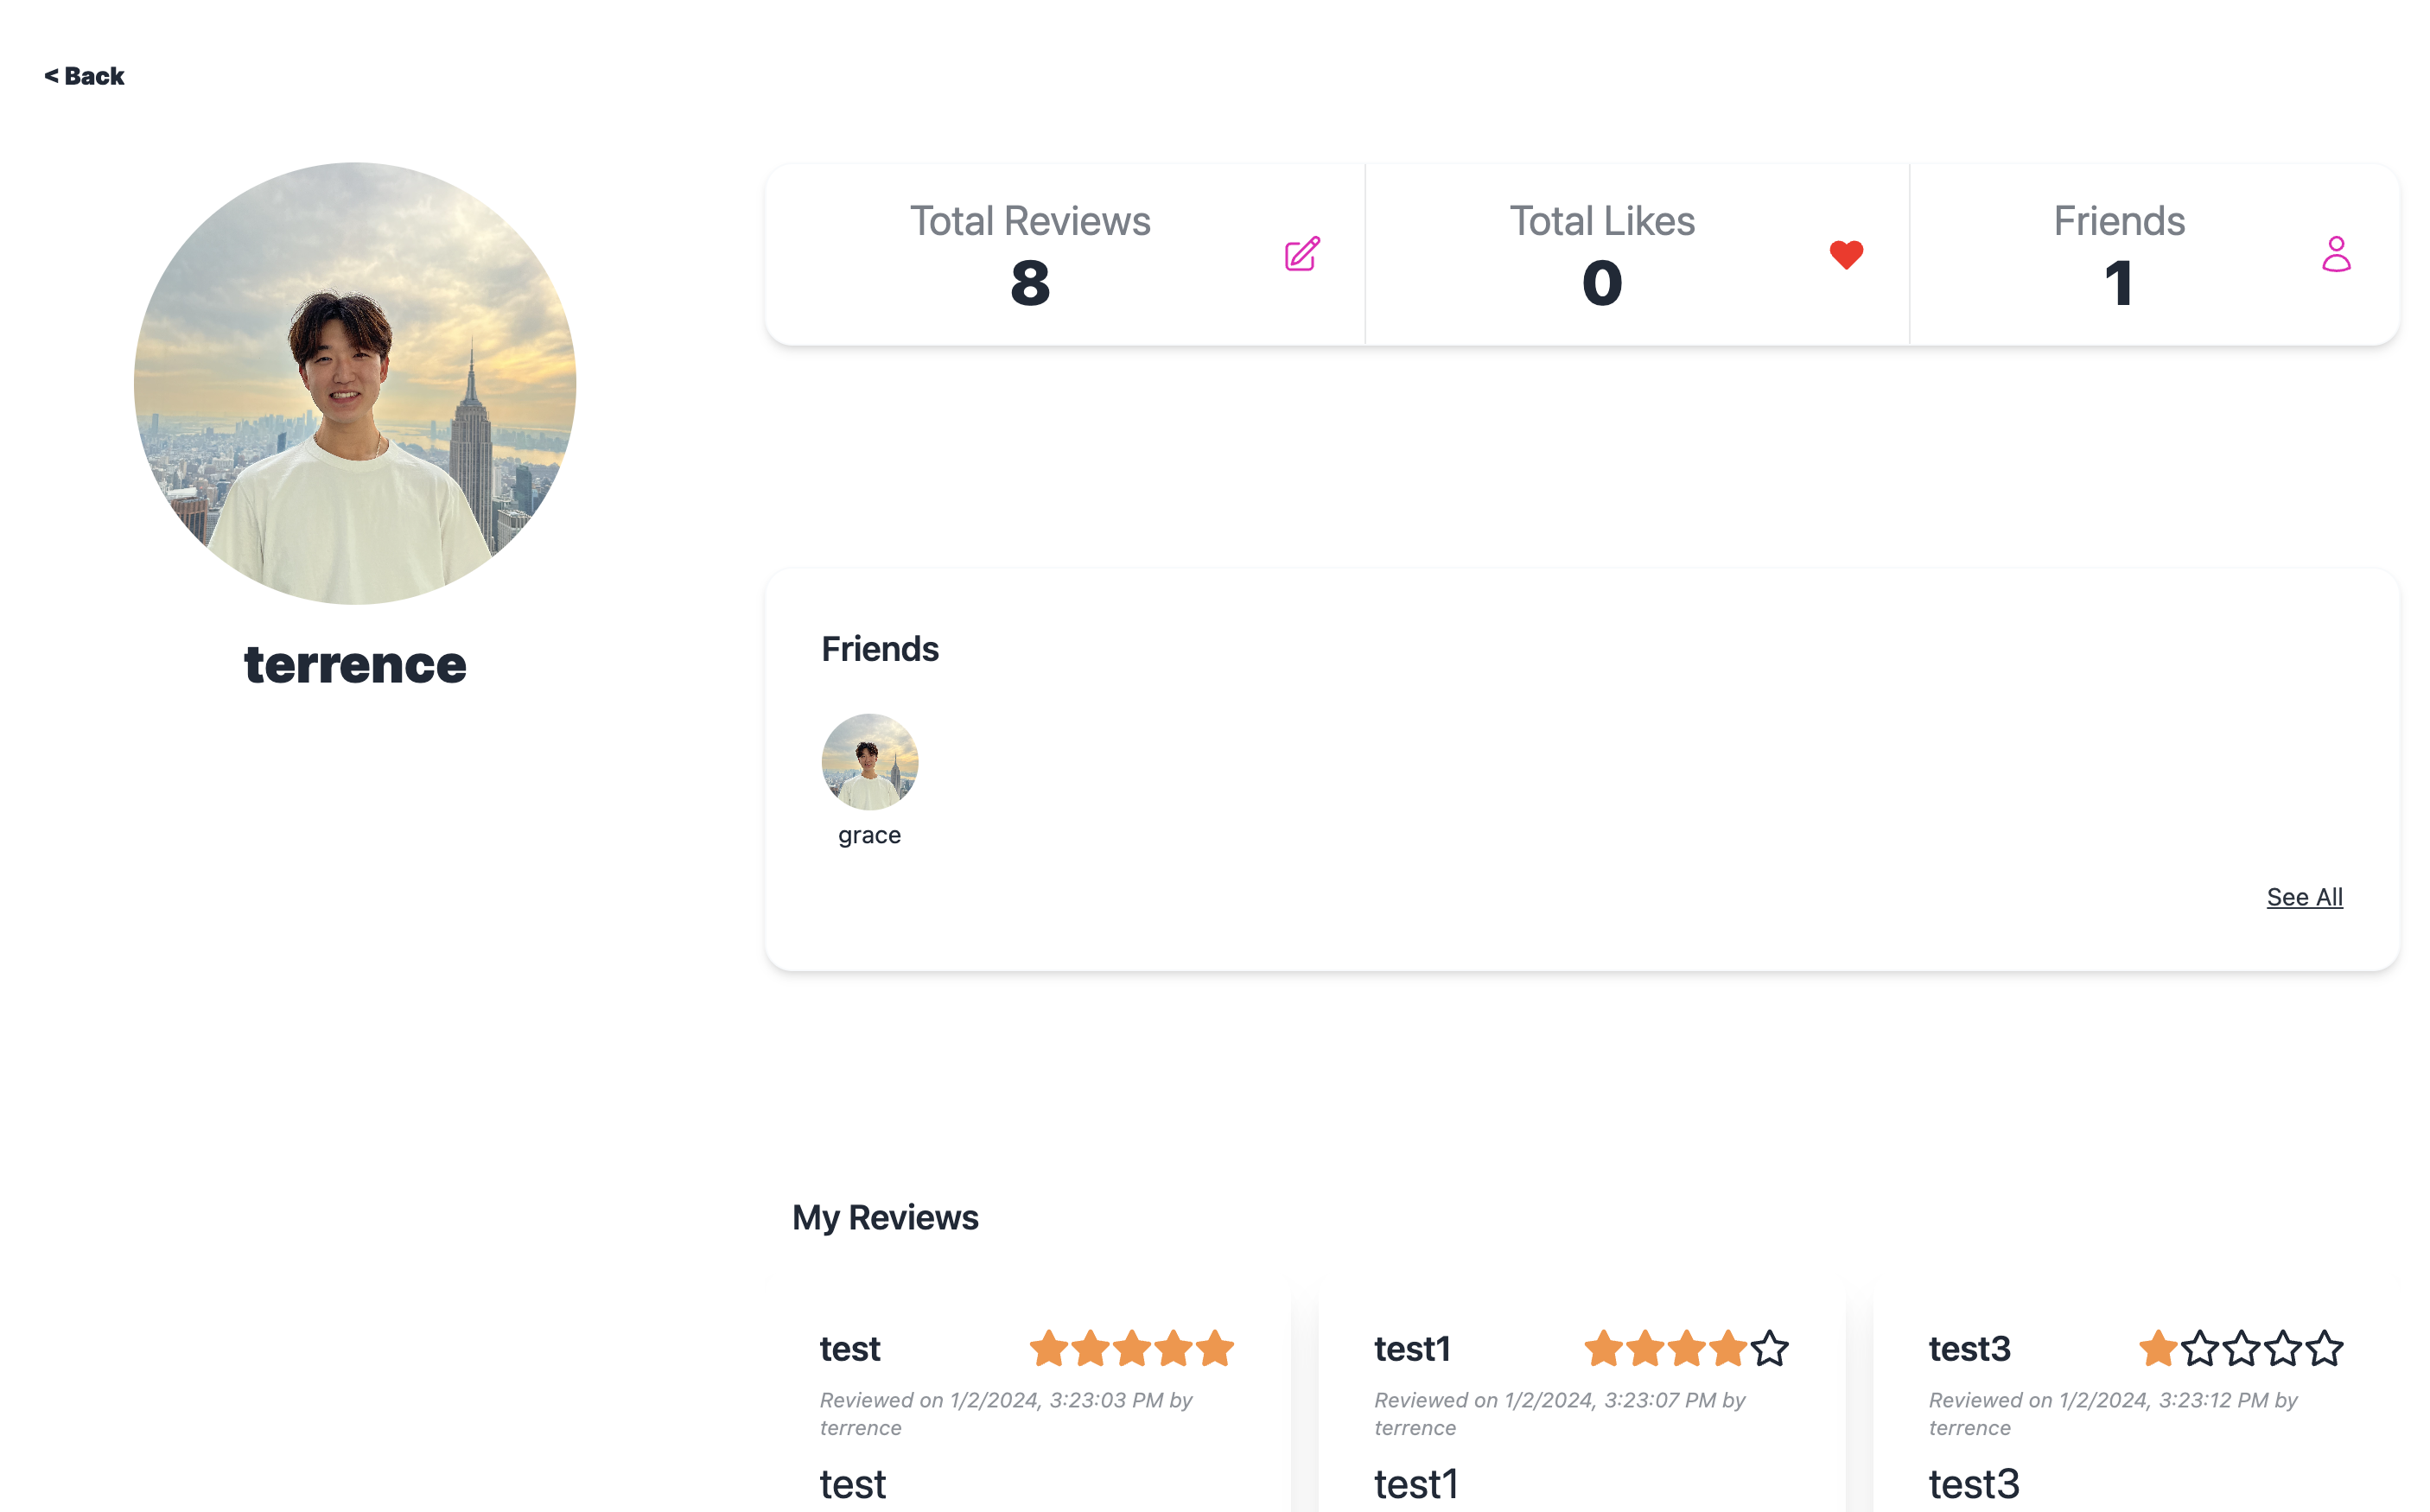 < Back
Total Reviews
8
Total Likes
0
Friends
1
terrence
Friends
grace
See All
My Reviews
test
Reviewed on 1/2/2024, 3:23:03 PM by
terrence
test
test1
Reviewed on 1/2/2024, 3:23:07 PM by
terrence
test1
test3
Reviewed on 1/2/2024, 3:23:12 PM by
terrence
test3